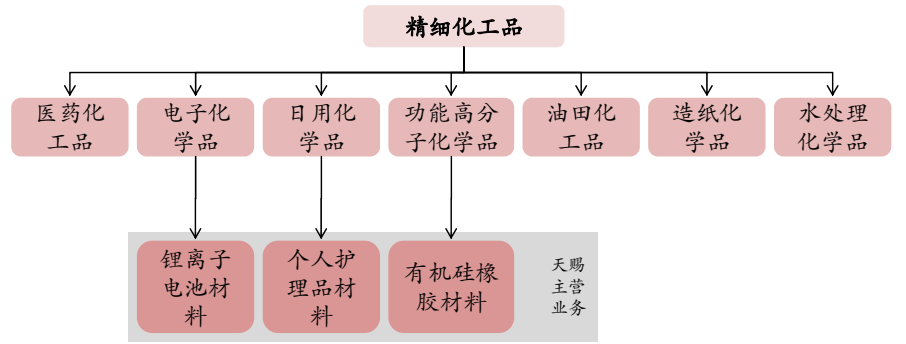 精细化工品
医药化
工品
电子化
学品
日用化
学品
功能高分
子化学品
油田化
工品
造纸化
学品
水处理
化学品
锂离子
电池材
料
个人护
理品材
料
有机硅橡
胶材料
天赐
主营
业务